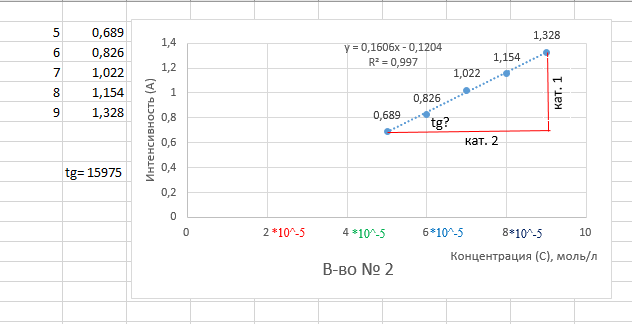 5 0,689
6 0,826
7 1,022
8 1,154
9 1,328
tg= 15975
y = 0,1606x - 0,1204
R² = 0,997
1,4
1,2
1
0,8
0,6
0,4
0,2
0
Интенсивность (А)
0,689
0,826
1,022
1,154
1,328
tg?
кат. 1
кат. 2
0 2 *10^-5 4 *10^-5 6 *10^-5 8 *10^-5 10
Концентрация (С), моль/л
В-во № 2